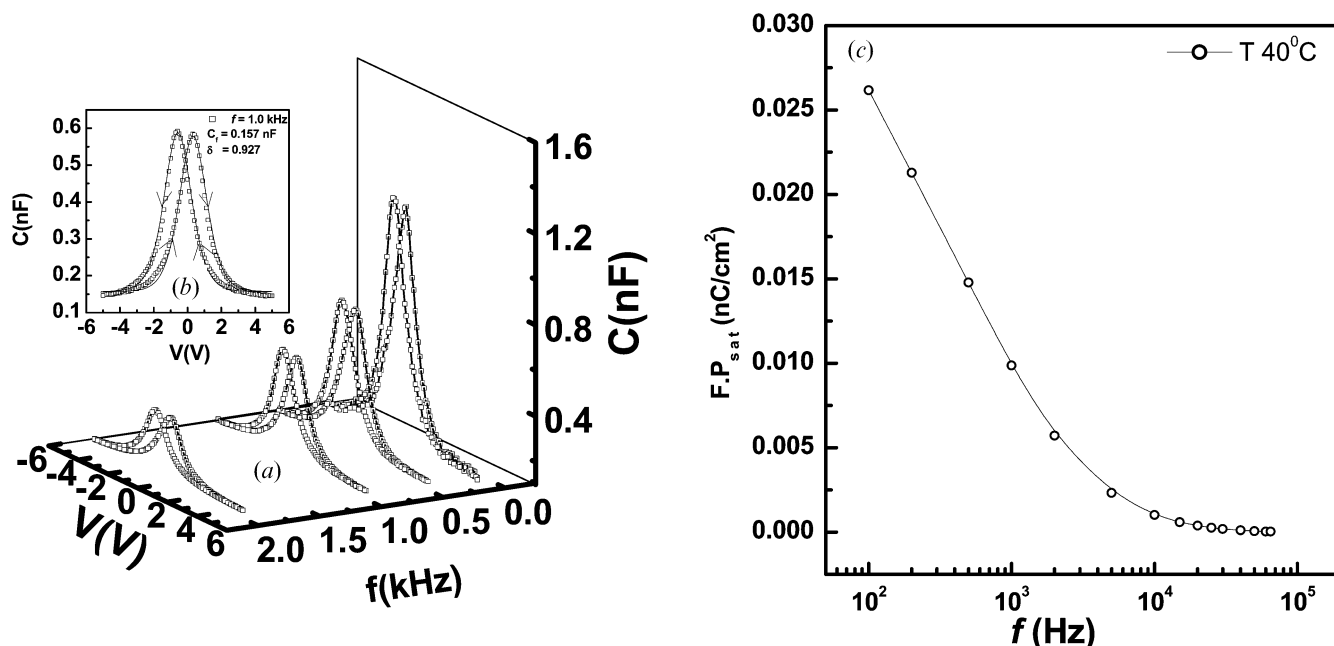 0.6
0.5
0.4
0.3
0.2
0.1
C(nF)
f = 1.0 kHz
Cf = 0.157 nF
δ = 0.927
(b)
-6 -4 -2 0 2 4 6
V(V)
1.6
1.2
0.8
0.4
C(nF)
(a)
-6 -4 -2 0 2 4 6
V(V)
2.0 1.5 1.0 0.5 0.0
f(kHz)
0.030
0.025
0.020
0.015
0.010
0.005
0.000
F.Psat (nC/cm²)
(c)
T 40⁰C
10² 10³ 10⁴ 10⁵
f (Hz)